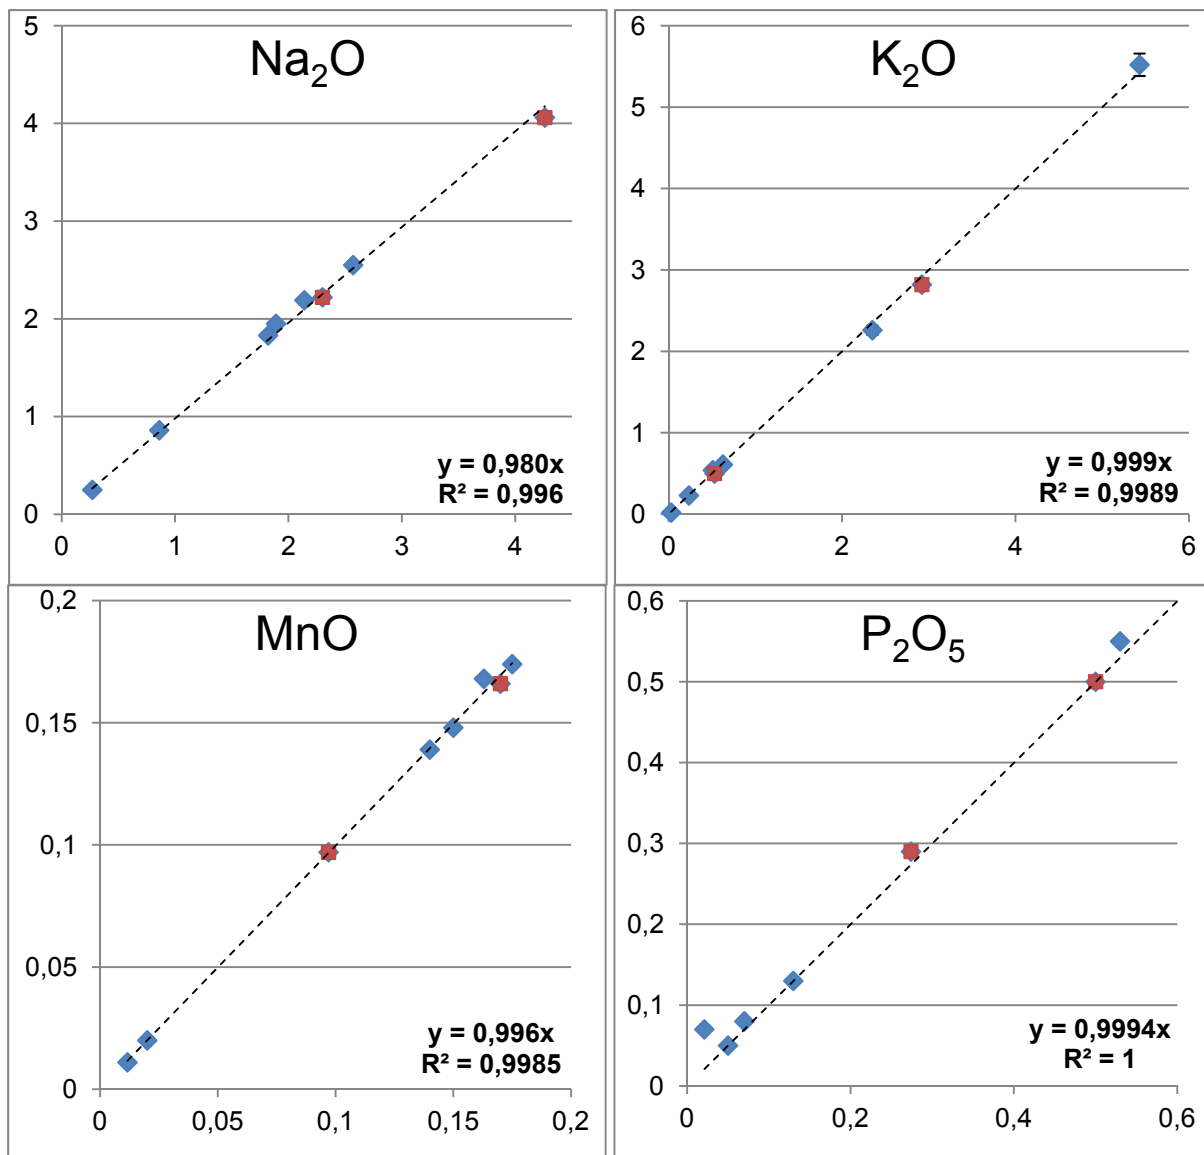 Na₂O
5
4
3
2
1
0
0 1 2 3 4
y = 0,980x
R² = 0,996
K₂O
6
5
4
3
2
1
0
0 2 4 6
y = 0,999x
R² = 0,9989
MnO
0,2
0,15
0,1
0,05
0
0 0,05 0,1 0,15 0,2
y = 0,996x
R² = 0,9985
P₂O₅
0,6
0,5
0,4
0,3
0,2
0,1
0
0 0,2 0,4 0,6
y = 0,9994x
R² = 1